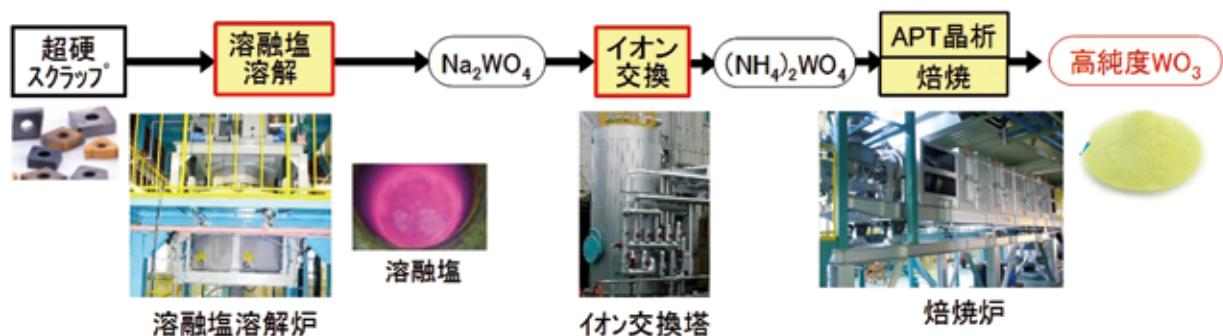 超硬
スクラップ
溶融塩
溶解
Na₂WO₄
イオン
交換
(NH₄)₂WO₄
APT晶析
焙焼
高純度WO₃
溶融塩溶解炉
溶融塩
イオン交換塔
焙焼炉